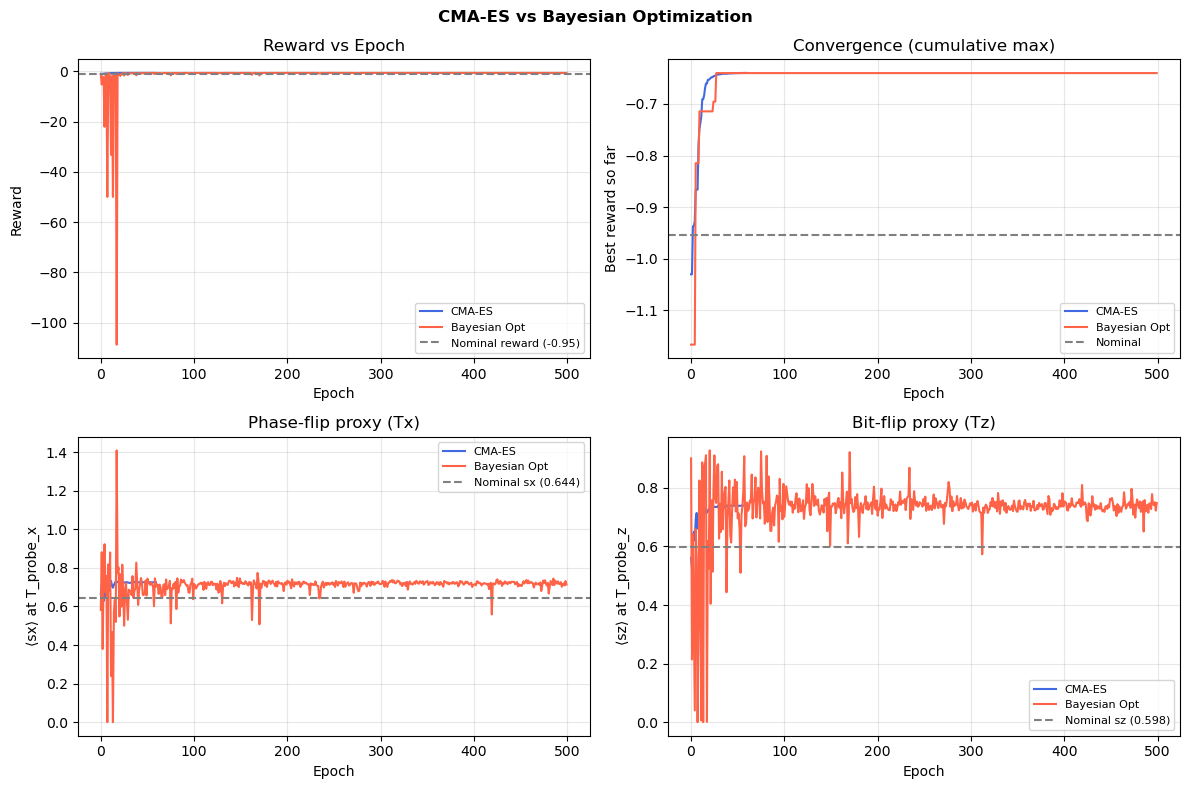 CMA-ES vs Bayesian Optimization
Reward vs Epoch
Reward
0
−20
−40
−60
−80
−100
0 100 200 300 400 500
Epoch
CMA-ES
Bayesian Opt
Nominal reward (-0.95)
Convergence (cumulative max)
Best reward so far
−0.7
−0.8
−0.9
−1.0
−1.1
0 100 200 300 400 500
Epoch
CMA-ES
Bayesian Opt
Nominal
Phase-flip proxy (Tx)
⟨sx⟩ at T_probe_x
1.4
1.2
1.0
0.8
0.6
0.4
0.2
0.0
0 100 200 300 400 500
Epoch
CMA-ES
Bayesian Opt
Nominal sx (0.644)
Bit-flip proxy (Tz)
⟨sz⟩ at T_probe_z
0.8
0.6
0.4
0.2
0.0
0 100 200 300 400 500
Epoch
CMA-ES
Bayesian Opt
Nominal sz (0.598)